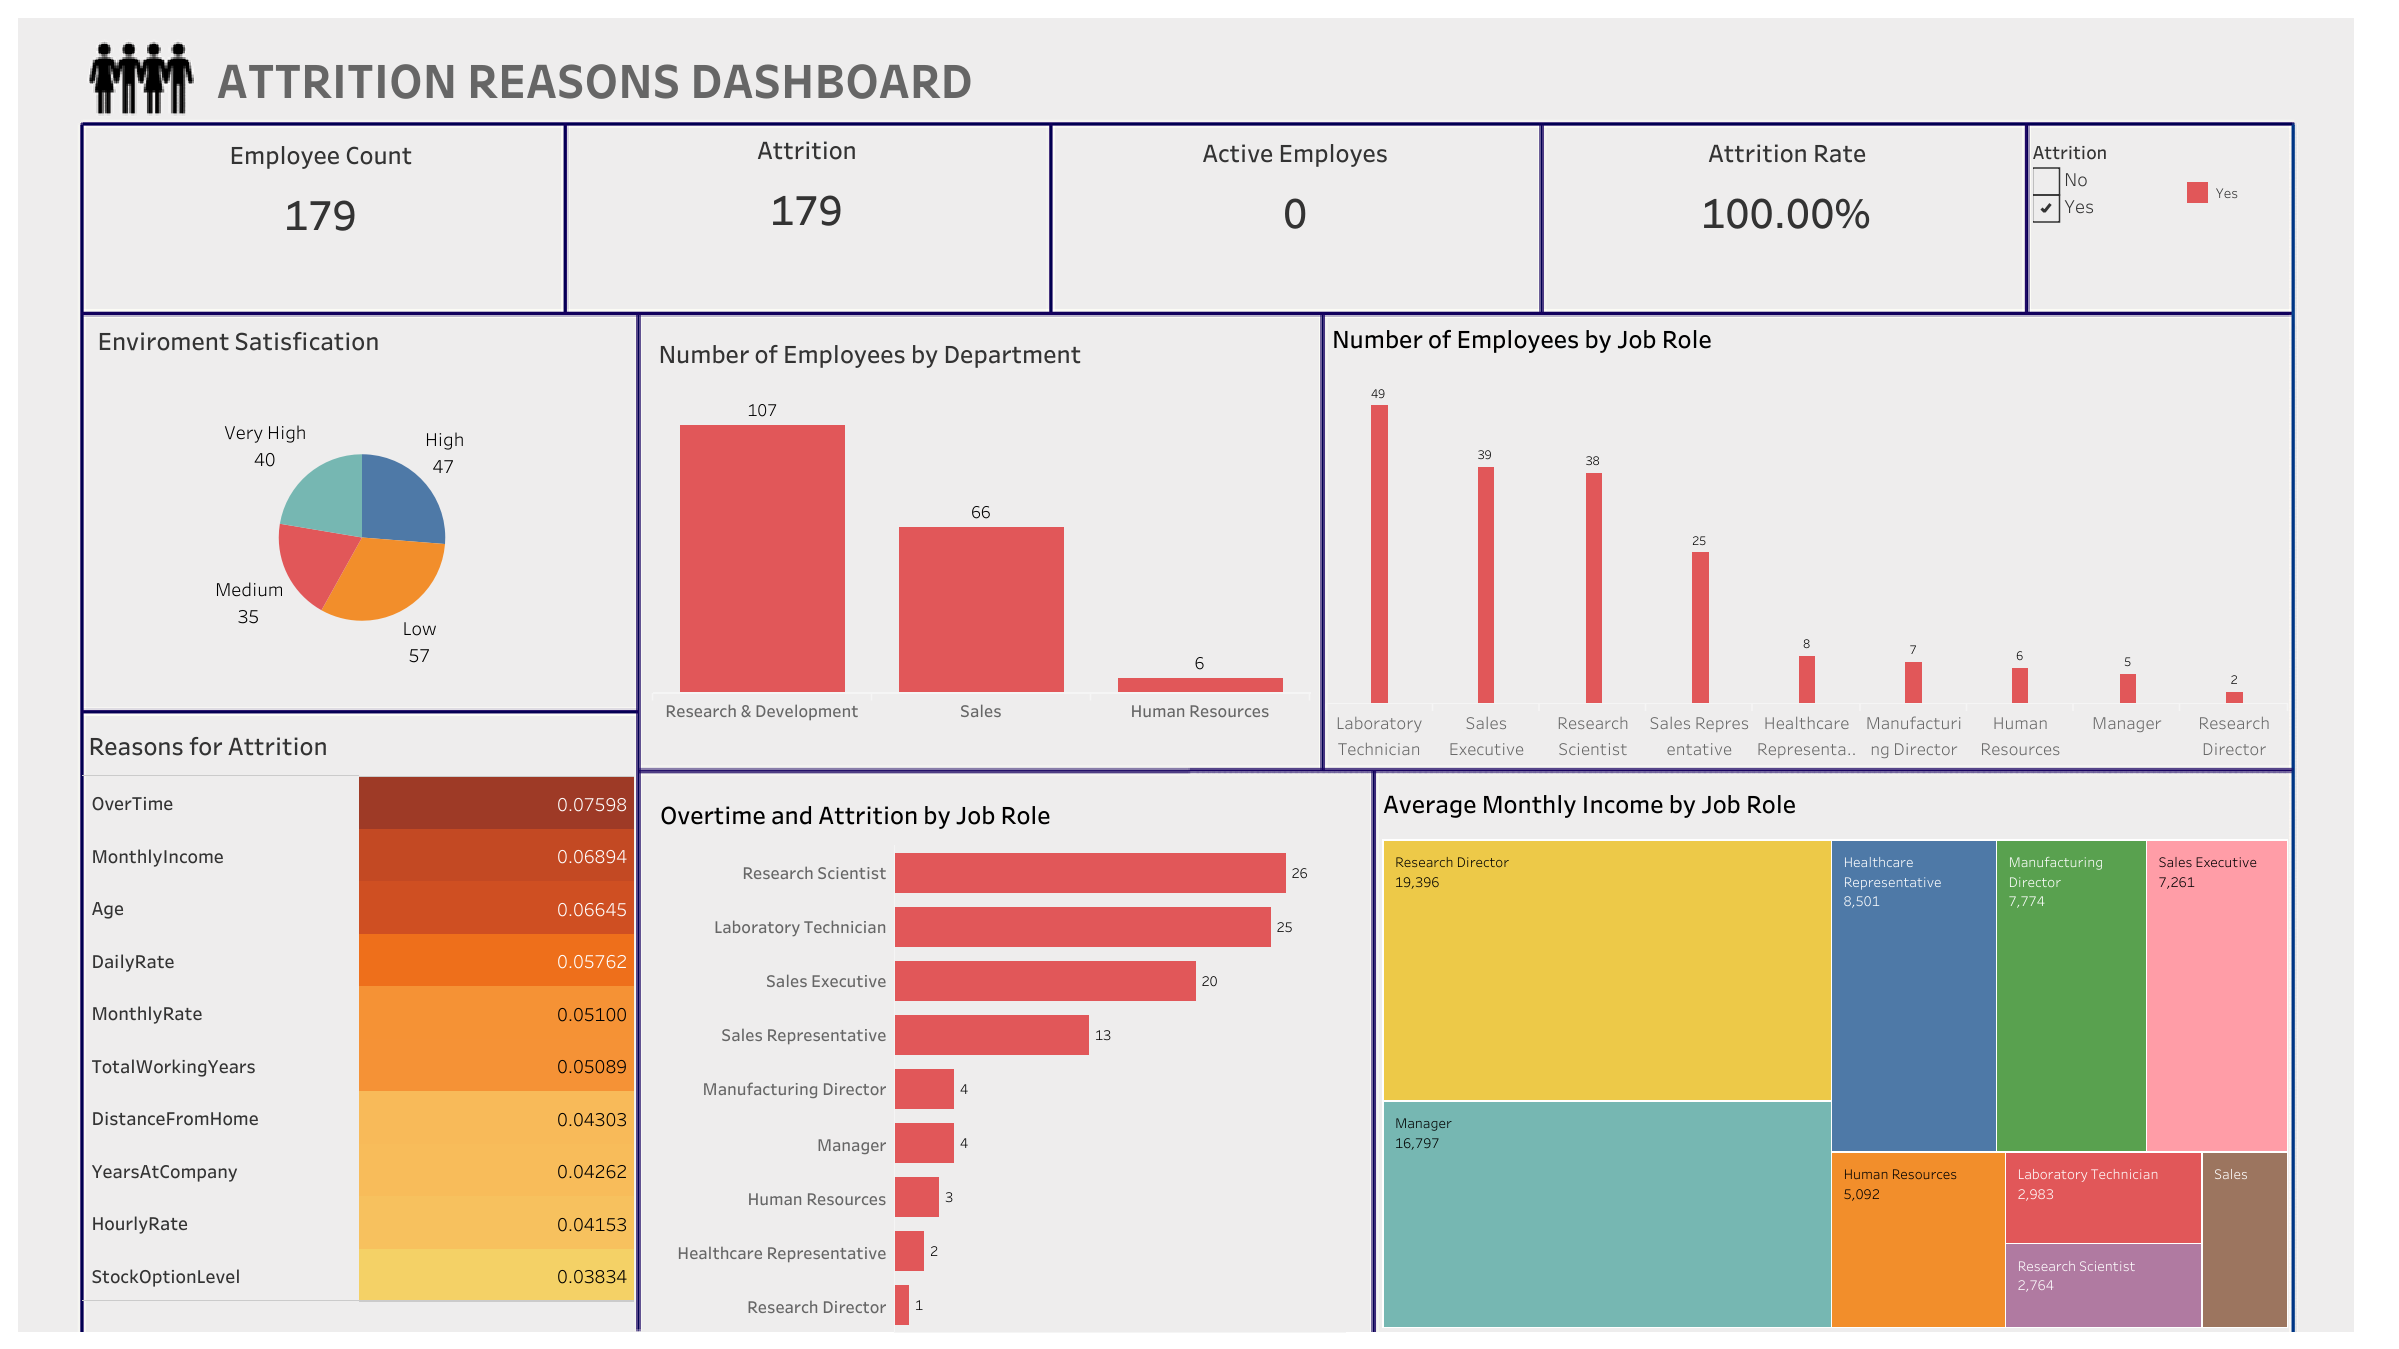 ATTRITION REASONS DASHBOARD
Employee Count
179
Attrition
179
Active Employes
0
Attrition Rate
100.00%
Attrition
No
Yes
Yes
Enviroment Satisfication
Very High
40
High
47
Medium
35
Low
57
Number of Employees by Department
107
66
6
Research & Development
Sales
Human Resources
Number of Employees by Job Role
49
39
38
25
8
7
6
5
2
Laboratory
Technician
Sales
Executive
Research
Scientist
Sales Repres
entative
Healthcare
Representa..
Manufacturi
ng Director
Human
Resources
Manager
Research
Director
Reasons for Attrition
OverTime 0.07598
MonthlyIncome 0.06894
Age 0.06645
DailyRate 0.05762
MonthlyRate 0.05100
TotalWorkingYears 0.05089
DistanceFromHome 0.04303
YearsAtCompany 0.04262
HourlyRate 0.04153
StockOptionLevel 0.03834
Overtime and Attrition by Job Role
Research Scientist 26
Laboratory Technician 25
Sales Executive 20
Sales Representative 13
Manufacturing Director 4
Manager 4
Human Resources 3
Healthcare Representative 2
Research Director 1
Average Monthly Income by Job Role
Research Director
19,396
Manager
16,797
Healthcare
Representative
8,501
Manufacturing
Director
7,774
Sales Executive
7,261
Human Resources
5,092
Laboratory Technician
2,983
Research Scientist
2,764
Sales